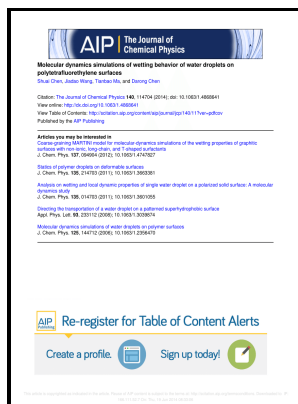 AIP | The Journal of
Chemical Physics
Molecular dynamics simulations of wetting behavior of water droplets on
polytetrafluorethylene surfaces
Shuai Chen, Jiadao Wang, Tianbao Ma, and Darong Chen
Citation: The Journal of Chemical Physics 140, 114704 (2014); doi: 10.1063/1.4868641
View online: http://dx.doi.org/10.1063/1.4868641
View Table of Contents: http://scitation.aip.org/content/aip/journal/jcp/140/11?ver=pdfcov
Published by the AIP Publishing
Articles you may be interested in
Coarse-graining MARTINI model for molecular-dynamics simulations of the wetting properties of graphitic
surfaces with non-ionic, long-chain, and T-shaped surfactants
J. Chem. Phys. 137, 094904 (2012); 10.1063/1.4747827
Statics of polymer droplets on deformable surfaces
J. Chem. Phys. 135, 214703 (2011); 10.1063/1.3663381
Analysis on wetting and local dynamic properties of single water droplet on a polarized solid surface: A molecular
dynamics study
J. Chem. Phys. 135, 014703 (2011); 10.1063/1.3601055
Directing the transportation of a water droplet on a patterned superhydrophobic surface
Appl. Phys. Lett. 93, 233112 (2008); 10.1063/1.3039874
Molecular dynamics simulations of water droplets on polymer surfaces
J. Chem. Phys. 125, 144712 (2006); 10.1063/1.2356470
AIP
Publishing
Re-register for Table of Content Alerts
Create a profile.
Sign up today!